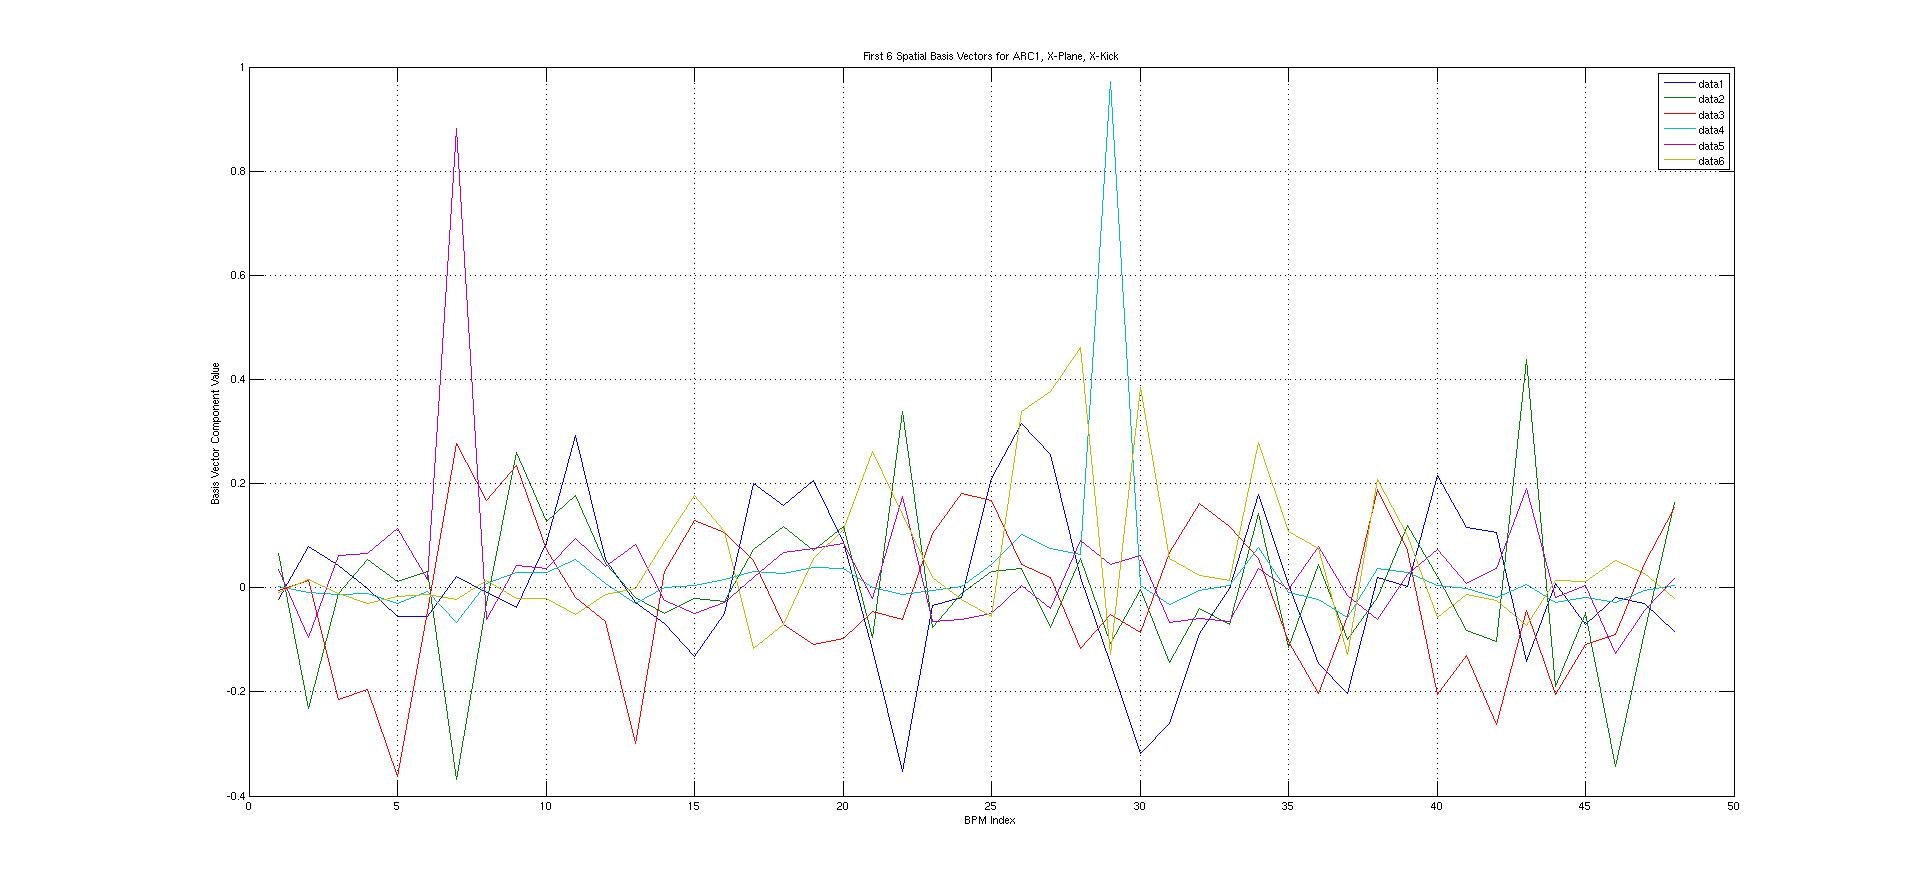 First 6 Spatial Basis Vectors for ARC1, X-Plane, X-Kick
data1
data2
data3
data4
data5
data6
1
0.8
0.6
0.4
0.2
0
-0.2
-0.4
Basis Vector Component Value
0 5 10 15 20 25 30 35 40 45 50
BPM Index